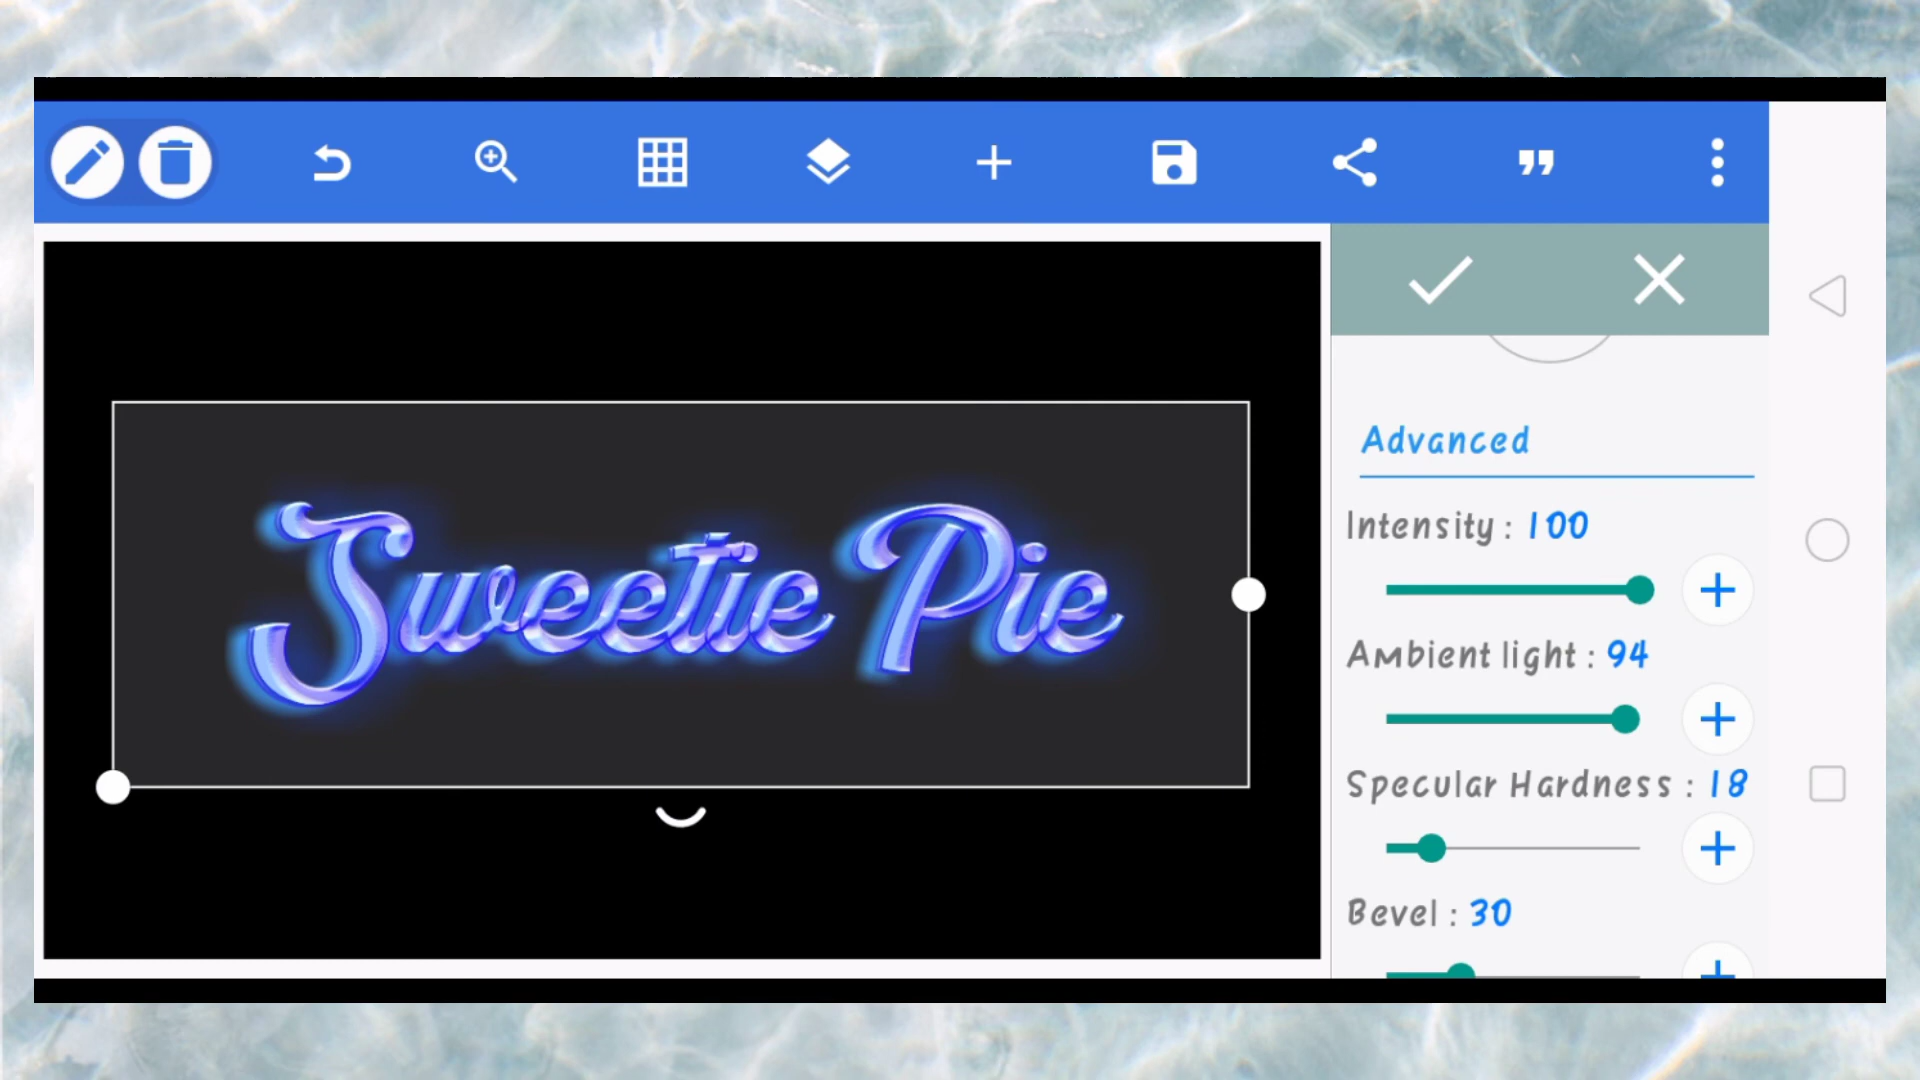 Sweetie Pie
Advanced
Intensity : 100
Ambient light : 94
Specular Hardness : 18
Bevel : 30